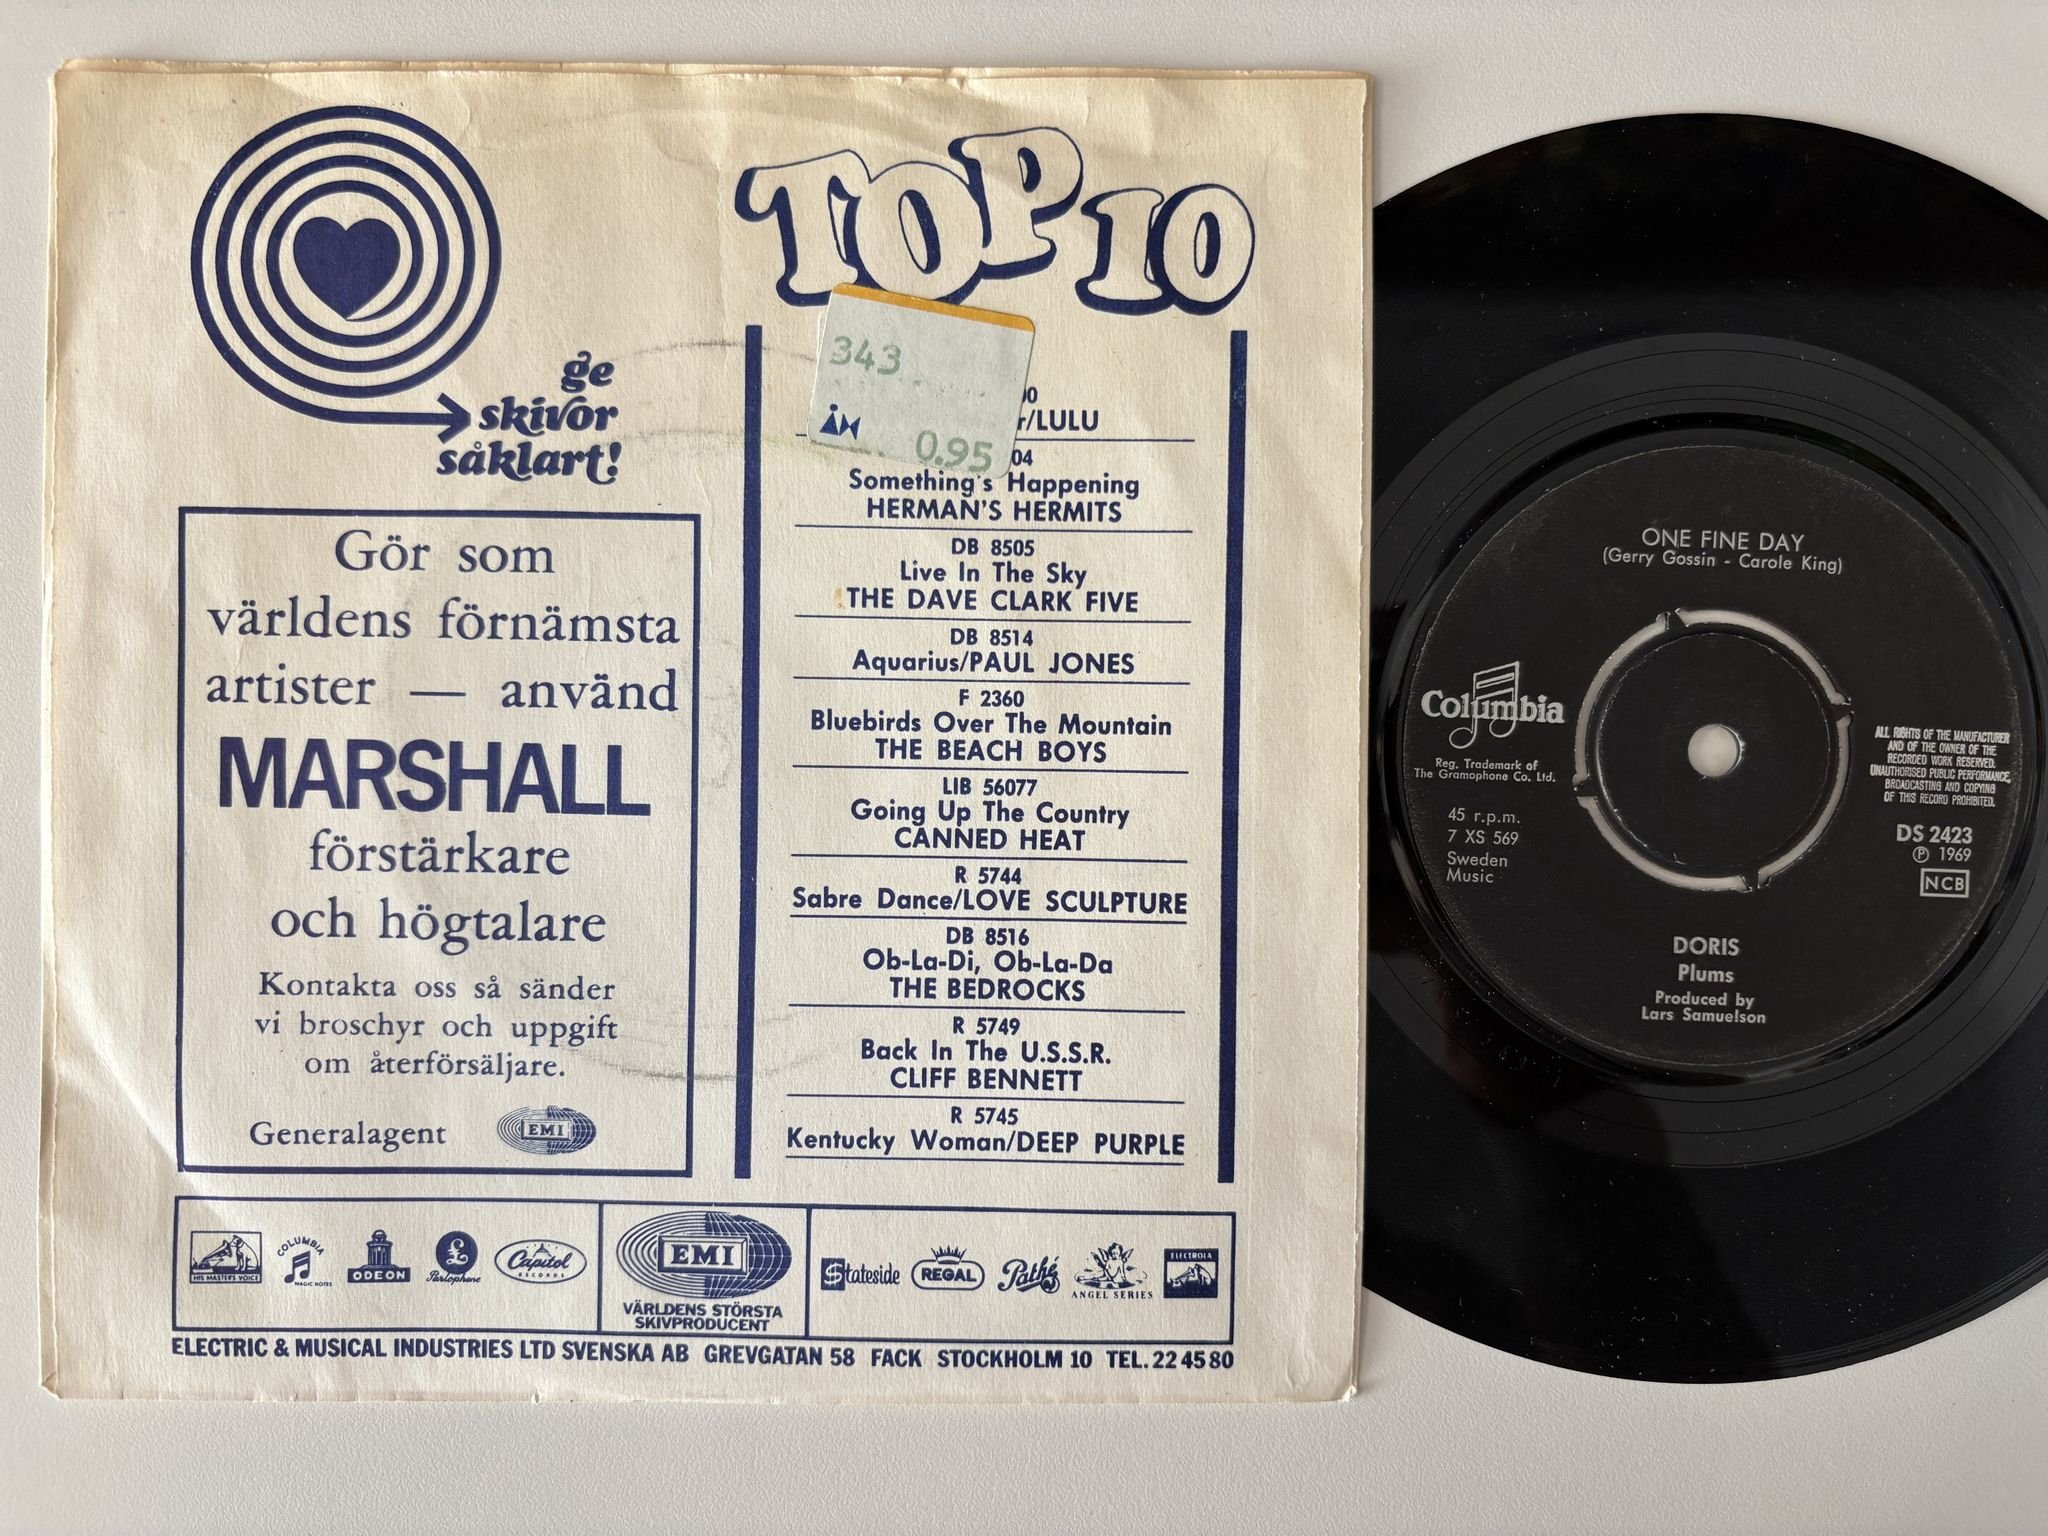 TOP 10
ge
skivor
såklart!
343
ÅH
0.95
/LULU
04
Something's Happening
HERMAN'S HERMITS
DB 8505
Live In The Sky
THE DAVE CLARK FIVE
DB 8514
Aquarius/PAUL JONES
F 2360
Bluebirds Over The Mountain
THE BEACH BOYS
LIB 56077
Going Up The Country
CANNED HEAT
R 5744
Sabre Dance/LOVE SCULPTURE
DB 8516
Ob-La-Di, Ob-La-Da
THE BEDROCKS
R 5749
Back In The U.S.S.R.
CLIFF BENNETT
R 5745
Kentucky Woman/DEEP PURPLE
Gör som
världens förnämsta
artister — använd
MARSHALL
förstärkare
och högtalare
Kontakta oss så sänder
vi broschyr och uppgift
om återförsäljare.
Generalagent EMI
HIS MASTER'S VOICE
COLUMBIA
MAGIC NOTES
ODEON
Parlophone
Capitol
RECORDS
EMI
VÄRLDENS STÖRSTA
SKIVPRODUCENT
Stateside
REGAL
Pathé
ANGEL SERIES
ELECTROLA
ELECTRIC & MUSICAL INDUSTRIES LTD SVENSKA AB GREVGATAN 58 FACK STOCKHOLM 10 TEL. 22 45 80
ONE FINE DAY
(Gerry Gossin - Carole King)
Columbia
Reg. Trademark of
The Gramophone Co. Ltd.
45 r.p.m.
7 XS 569
Sweden
Music
ALL RIGHTS OF THE MANUFACTURER
AND OF THE OWNER OF THE
RECORDED WORK RESERVED.
UNAUTHORISED PUBLIC PERFORMANCE,
BROADCASTING AND COPYING
OF THIS RECORD PROHIBITED.
DS 2423
℗ 1969
NCB
DORIS
Plums
Produced by
Lars Samuelson